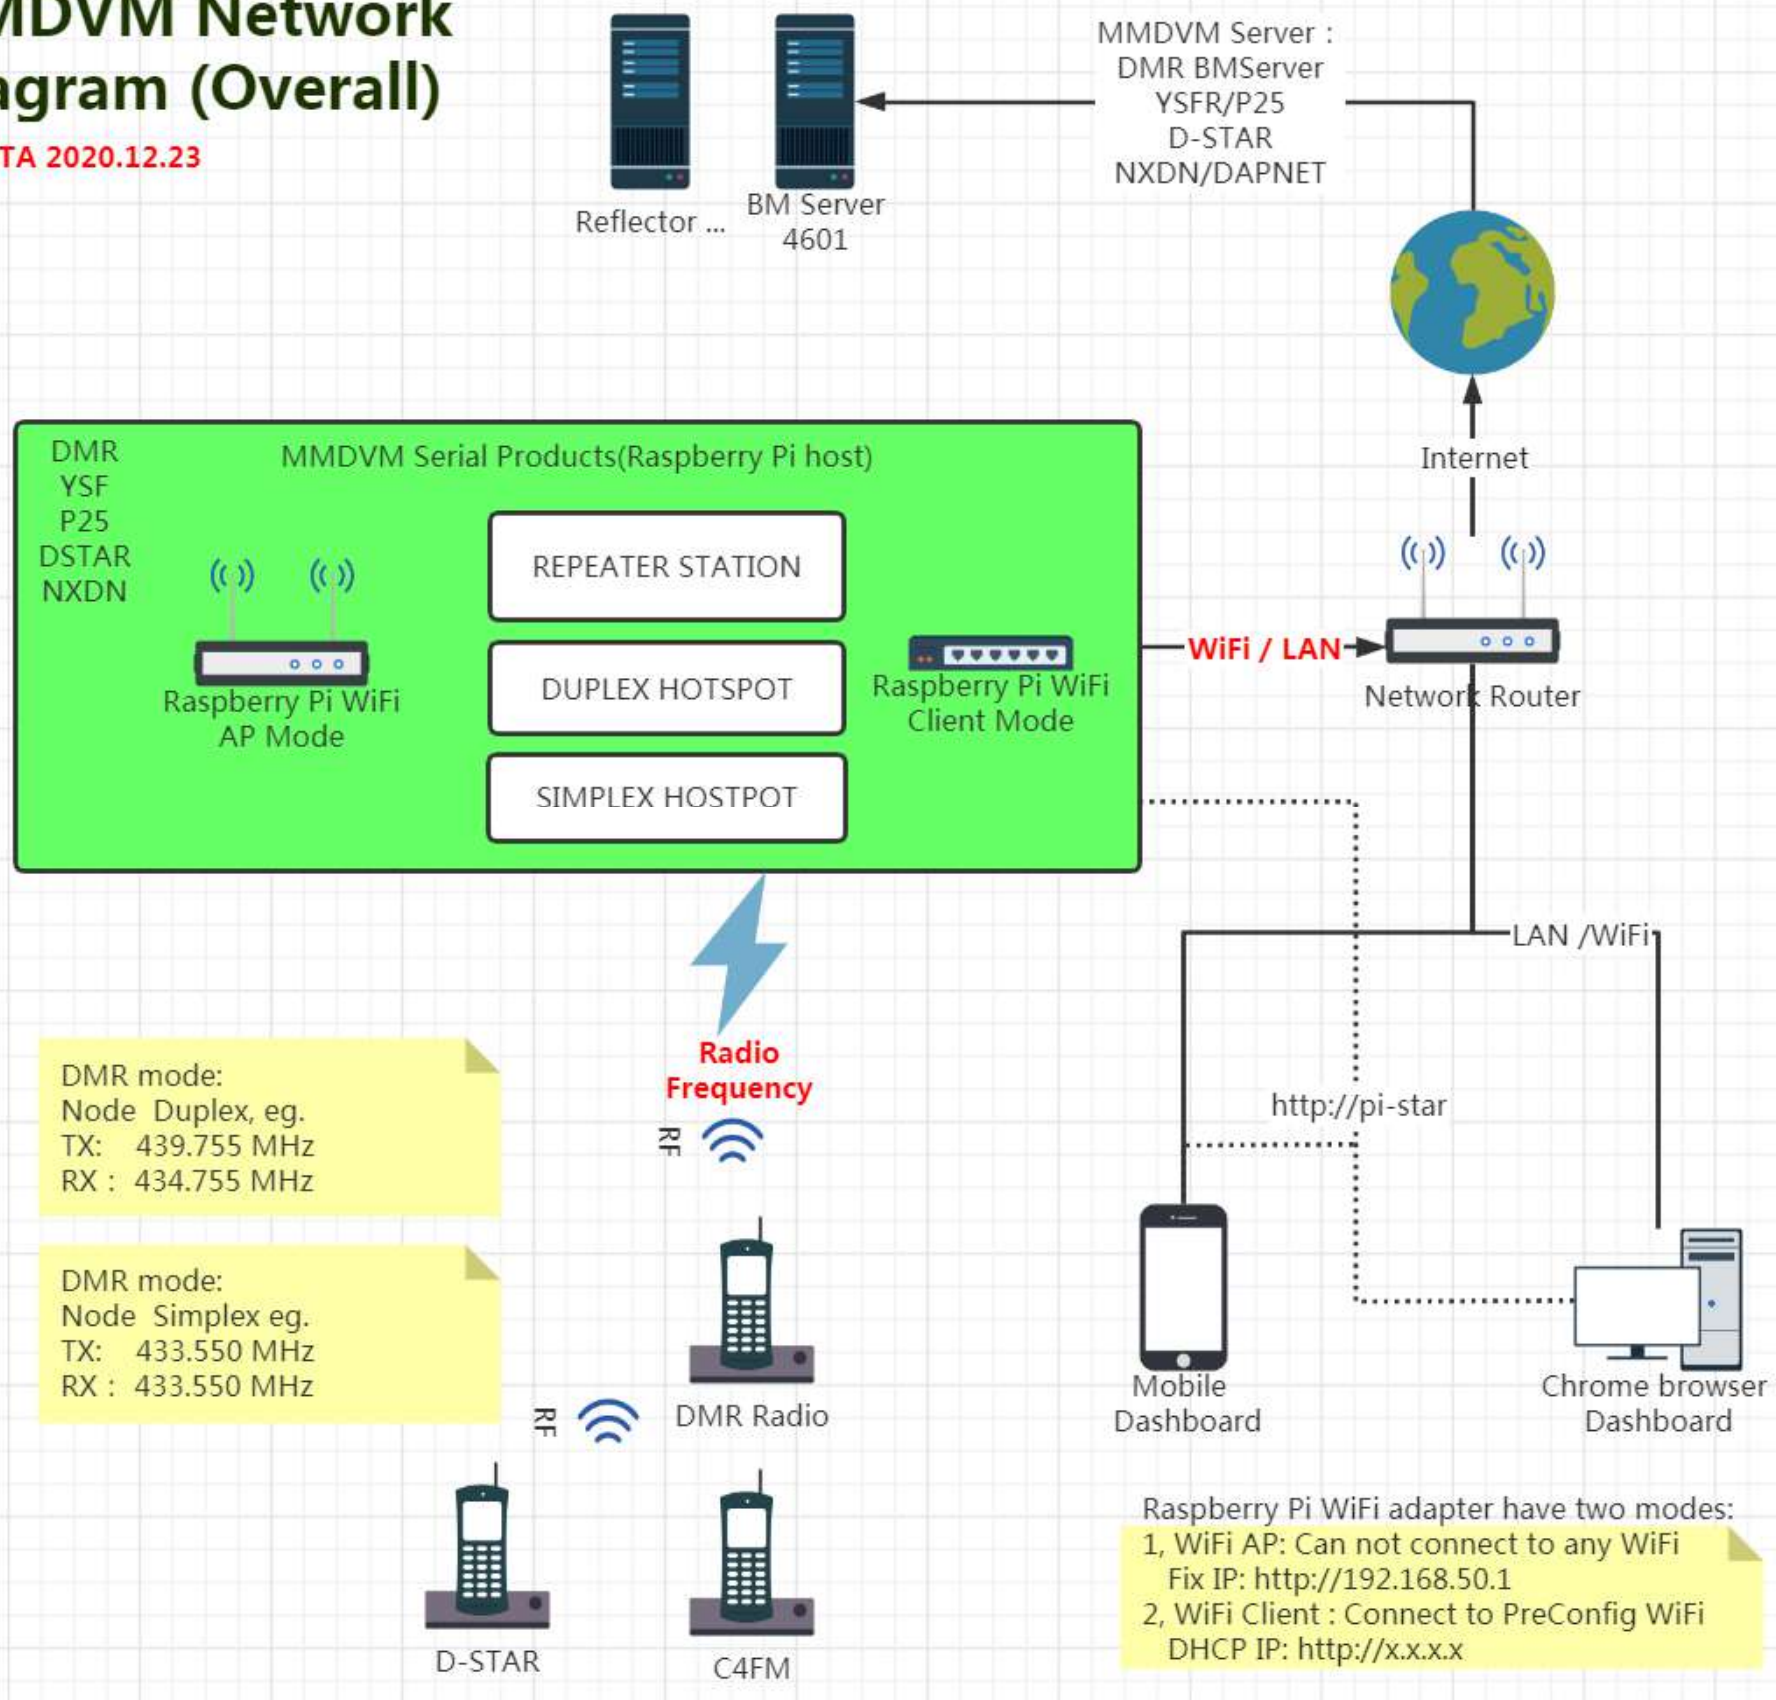 MDVM Network
agram (Overall)
TA 2020.12.23
Reflector ...
BM Server
4601
MMDVM Server :
DMR BMServer
YSFR/P25
D-STAR
NXDN/DAPNET
Internet
DMR
YSF
P25
DSTAR
NXDN
MMDVM Serial Products(Raspberry Pi host)
REPEATER STATION
DUPLEX HOTSPOT
SIMPLEX HOSTPOT
Raspberry Pi WiFi
AP Mode
Raspberry Pi WiFi
Client Mode
WiFi / LAN
Network Router
LAN /WiFi
Radio
Frequency
RF
http://pi-star
DMR mode:
Node  Duplex, eg.
TX:    439.755 MHz
RX :  434.755 MHz
DMR mode:
Node  Simplex eg.
TX:    433.550 MHz
RX :  433.550 MHz
RF
DMR Radio
D-STAR
C4FM
Mobile
Dashboard
Chrome browser
Dashboard
Raspberry Pi WiFi adapter have two modes:
1, WiFi AP: Can not connect to any WiFi
Fix IP: http://192.168.50.1
2, WiFi Client : Connect to PreConfig WiFi
DHCP IP: http://x.x.x.x